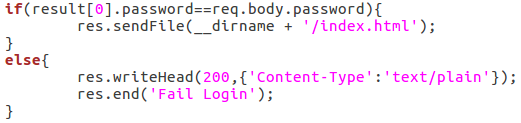 if(result[0].password==req.body.password){
        res.sendFile(__dirname + '/index.html');
}
else{
        res.writeHead(200,{'Content-Type':'text/plain'});
        res.end('Fail Login');
}